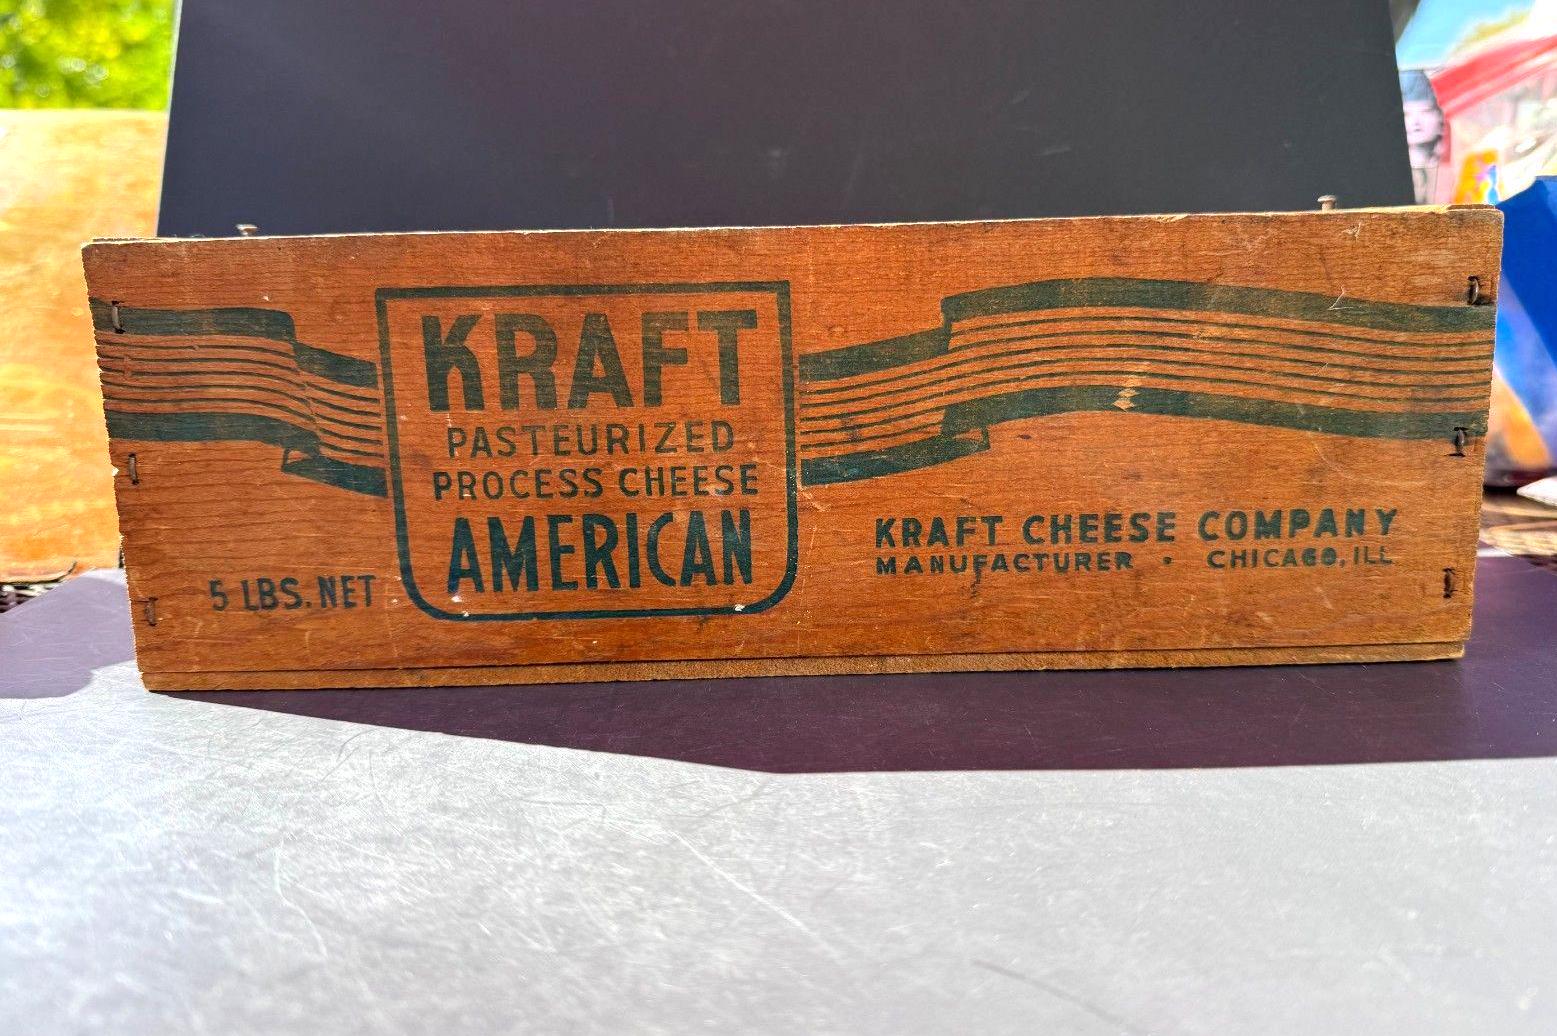 KRAFT
PASTEURIZED
PROCESS CHEESE
AMERICAN
5 LBS. NET
KRAFT CHEESE COMPANY
MANUFACTURER • CHICAGO, ILL